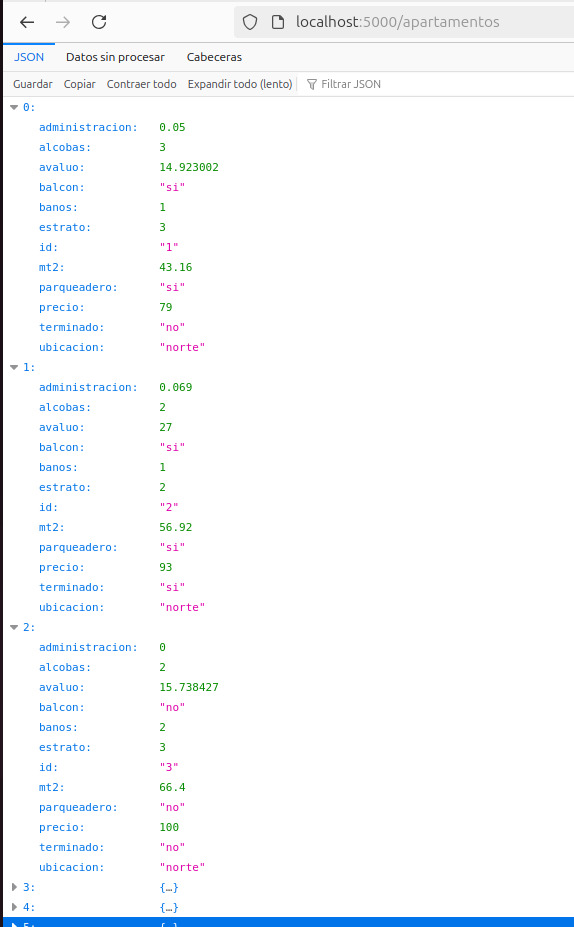 localhost:5000/apartamentos
JSON Datos sin procesar Cabeceras
Guardar Copiar Contraer todo Expandir todo (lento) Filtrar JSON
0:
administracion: 0.05
alcobas: 3
avaluo: 14.923002
balcon: "si"
banos: 1
estrato: 3
id: "1"
mt2: 43.16
parqueadero: "si"
precio: 79
terminado: "no"
ubicacion: "norte"
1:
administracion: 0.069
alcobas: 2
avaluo: 27
balcon: "si"
banos: 1
estrato: 2
id: "2"
mt2: 56.92
parqueadero: "si"
precio: 93
terminado: "si"
ubicacion: "norte"
2:
administracion: 0
alcobas: 2
avaluo: 15.738427
balcon: "no"
banos: 2
estrato: 3
id: "3"
mt2: 66.4
parqueadero: "no"
precio: 100
terminado: "no"
ubicacion: "norte"
3: {…}
4: {…}